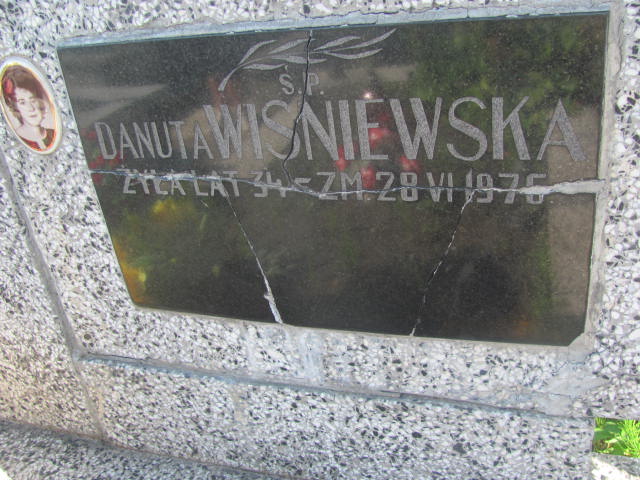 Ś.P.
DANUTA WIŚNIEWSKA
ŻYŁA LAT 34 – ZM. 28 VI 1976